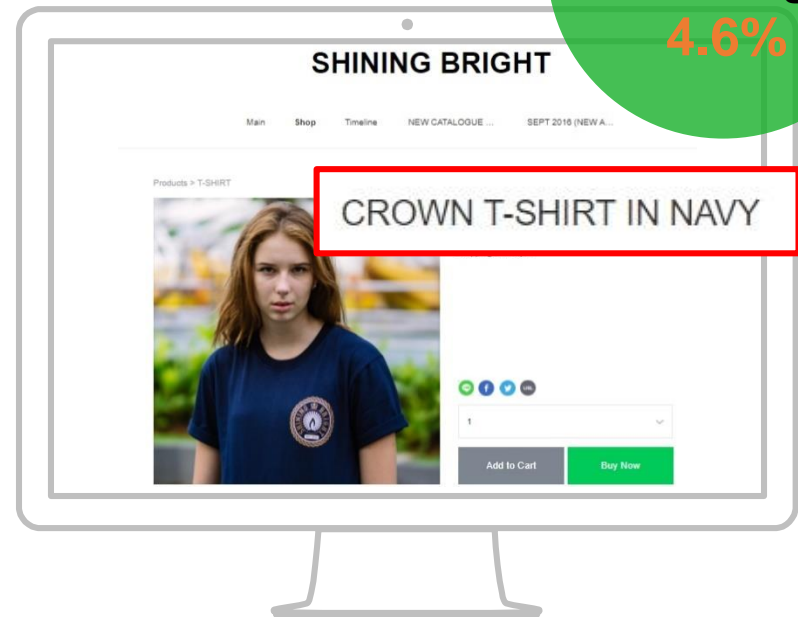 4.6%
SHINING BRIGHT
Main Shop Timeline NEW CATALOGUE ... SEPT 2016 (NEW A...
Products > T-SHIRT
CROWN T-SHIRT IN NAVY
1
Add to Cart Buy Now